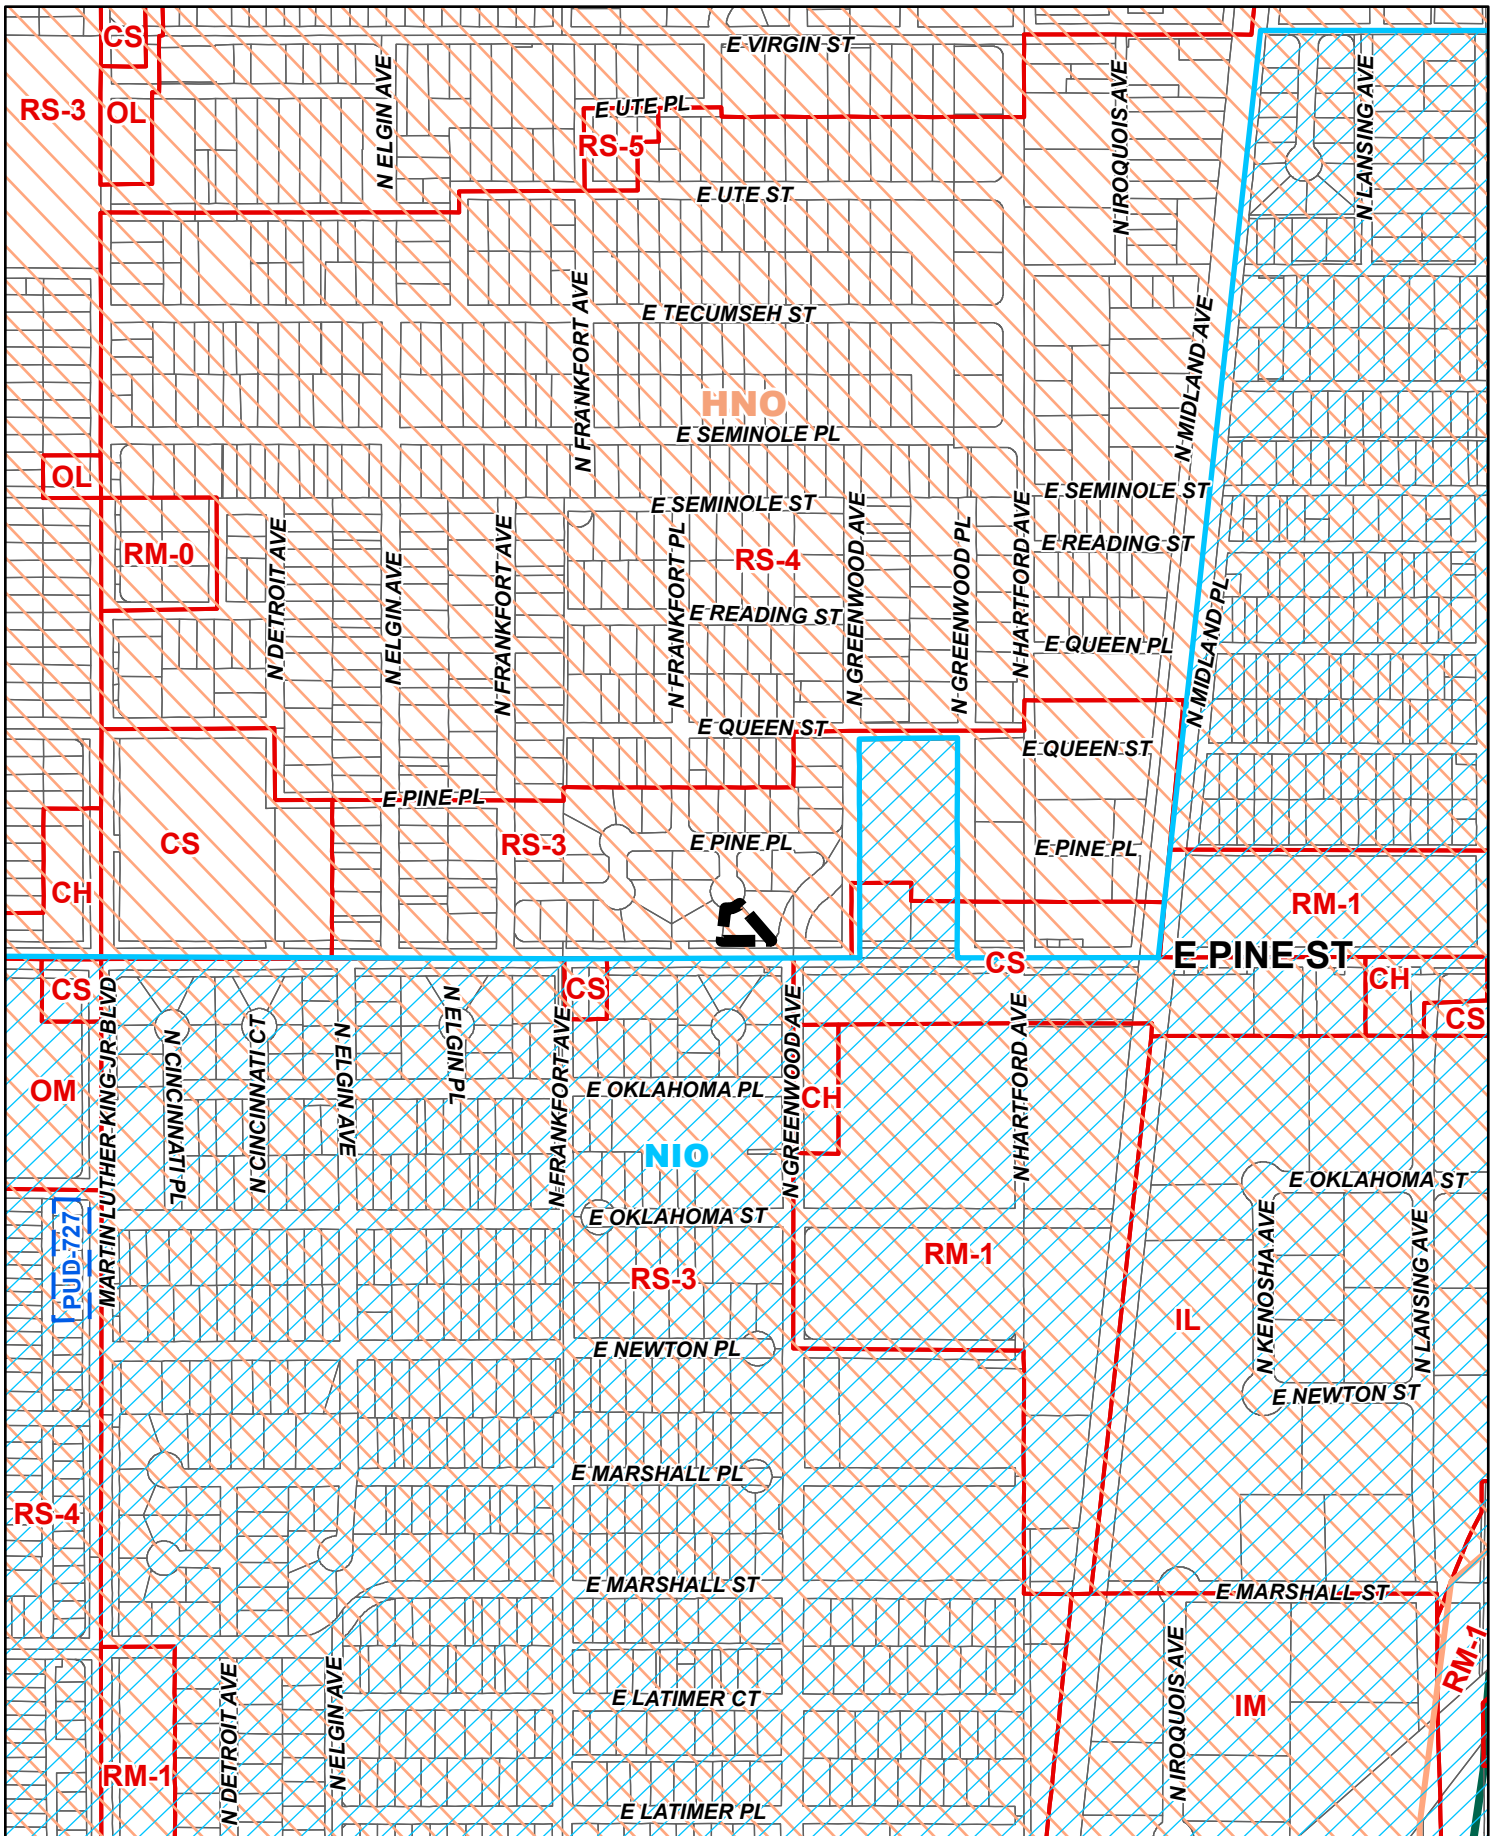 CS
E VIRGIN ST
RS-3
OL
N ELGIN AVE
E UTE PL
RS-5
N IROQUOIS AVE
N LANSING AVE
E UTE ST
N FRANKFORT AVE
E TECUMSEH ST
N MIDLAND AVE
HNO
E SEMINOLE PL
OL
E SEMINOLE ST
E SEMINOLE ST
RM-0
N DETROIT AVE
N ELGIN AVE
N FRANKFORT AVE
N FRANKFORT PL
RS-4
N GREENWOOD AVE
N GREENWOOD PL
N HARTFORD AVE
E READING ST
E READING ST
E QUEEN PL
N MIDLAND PL
E QUEEN ST
E QUEEN ST
E PINE PL
CS
RS-3
E PINE PL
E PINE PL
CH
RM-1
E PINE ST
CS
CS
CS
CH
CS
MARTIN LUTHER KING JR BLVD
N CINCINNATI PL
N CINCINNATI CT
N ELGIN AVE
N ELGIN PL
N FRANKFORT AVE
N GREENWOOD AVE
N HARTFORD AVE
OM
E OKLAHOMA PL
CH
NIO
E OKLAHOMA ST
E OKLAHOMA ST
PUD-727
RS-3
RM-1
N KENOSHA AVE
N LANSING AVE
IL
E NEWTON PL
E NEWTON ST
E MARSHALL PL
RS-4
E MARSHALL ST
E MARSHALL ST
N DETROIT AVE
N ELGIN AVE
E LATIMER CT
N IROQUOIS AVE
IM
RM-1
RM-1
E LATIMER PL